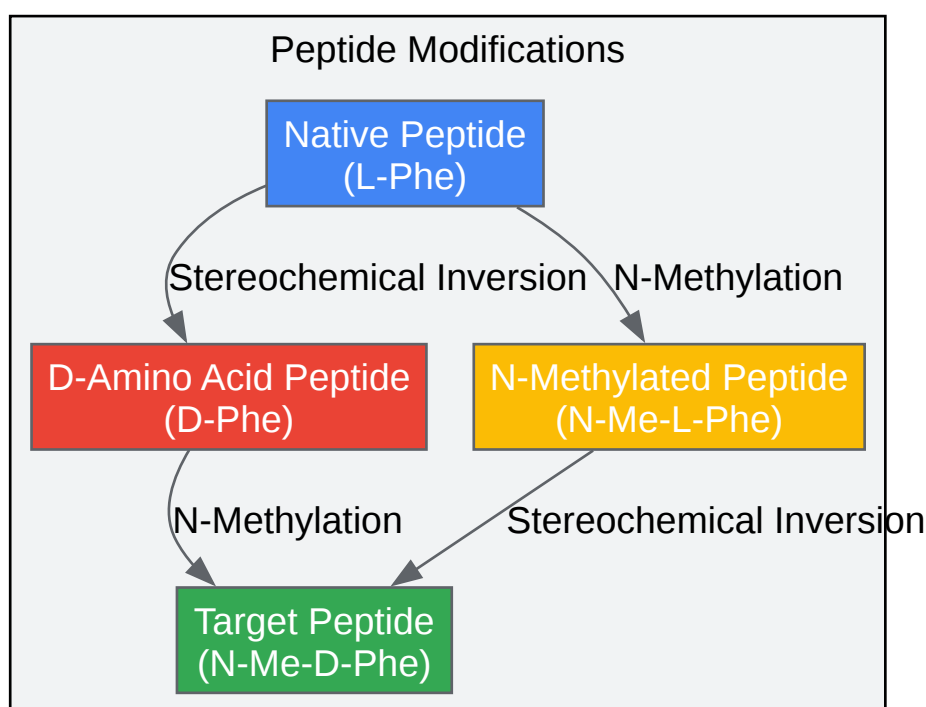 Peptide Modifications
Native Peptide
(L-Phe)
Stereochemical Inversion
N-Methylation
D-Amino Acid Peptide
(D-Phe)
N-Methylated Peptide
(N-Me-L-Phe)
N-Methylation
Stereochemical Inversion
Target Peptide
(N-Me-D-Phe)